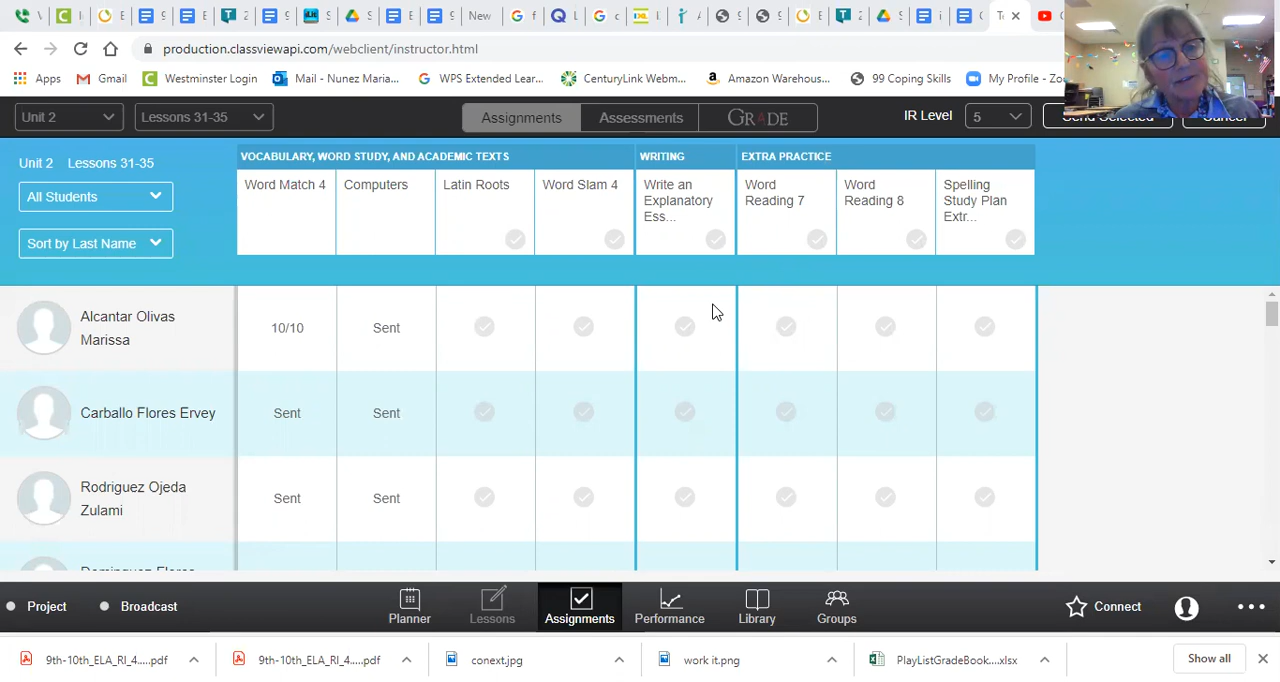 New
production.classviewapi.com/webclient/instructor.html
Apps
Gmail
Westminster Login
Mail - Nunez Maria...
WPS Extended Lear...
CenturyLink Webm...
Amazon Warehous...
99 Coping Skills
My Profile - Zoo
Unit 2
Lessons 31-35
Assignments
Assessments
GRADE
IR Level
5
Send Selected
Cancel
Unit 2 Lessons 31-35
All Students
Sort by Last Name
VOCABULARY, WORD STUDY, AND ACADEMIC TEXTS
WRITING
EXTRA PRACTICE
Word Match 4
Computers
Latin Roots
Word Slam 4
Write an
Explanatory
Ess...
Word
Reading 7
Word
Reading 8
Spelling
Study Plan
Extr...
Alcantar Olivas
Marissa
10/10
Sent
Carballo Flores Ervey
Sent
Sent
Rodriguez Ojeda
Zulami
Sent
Sent
Dominguez Flores
Project
Broadcast
Planner
Lessons
Assignments
Performance
Library
Groups
Connect
9th-10th_ELA_RI_4.....pdf
9th-10th_ELA_RI_4.....pdf
conext.jpg
work it.png
PlayListGradeBook....xlsx
Show all